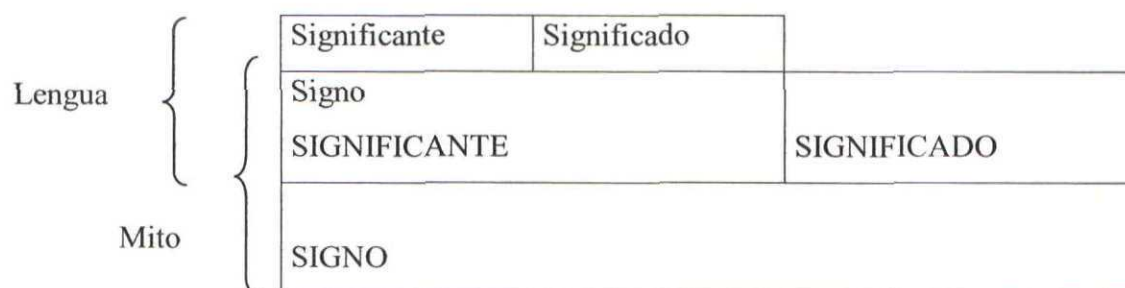 Significante Significado
Lengua Signo
SIGNIFICANTE SIGNIFICADO
Mito
SIGNO